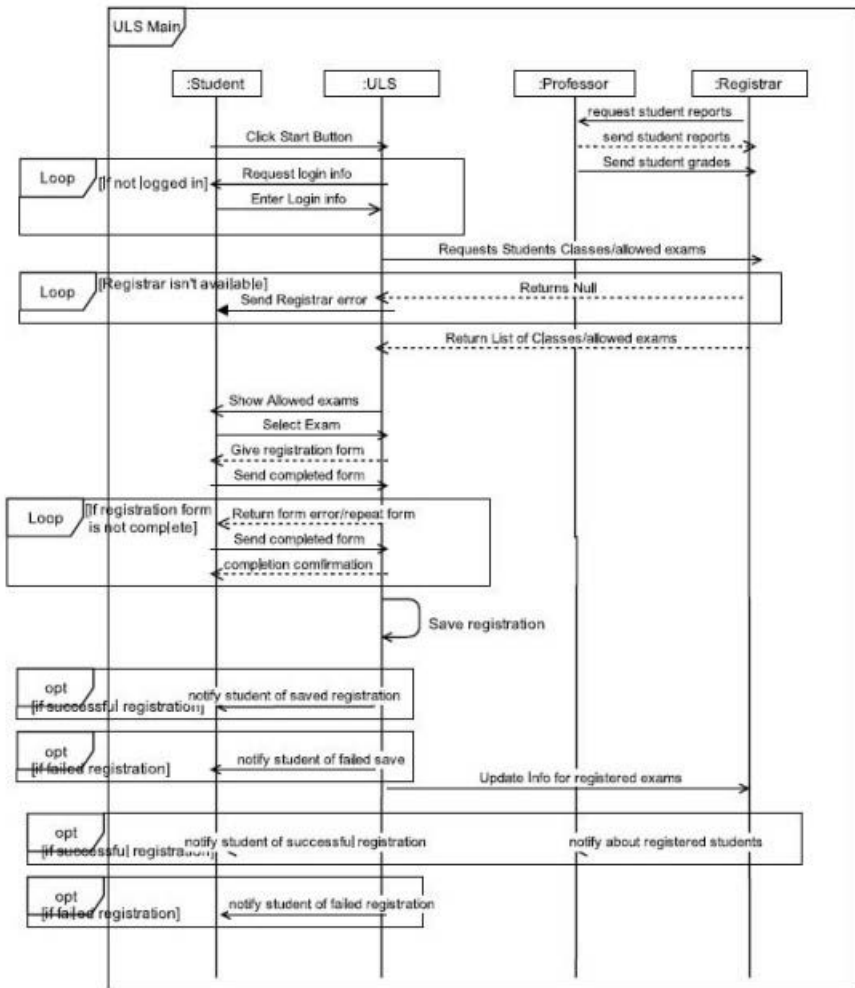 ULS Main
:Student
:ULS
:Professor
:Registrar
request student reports
Click Start Button
send student reports
Send student grades
Loop
[If not logged in]
Request login info
Enter Login info
Requests Students Classes/allowed exams
Loop
[Registrar isn't available]
Returns Null
Send Registrar error
Return List of Classes/allowed exams
Show Allowed exams
Select Exam
Give registration form
Send completed form
Loop
[If registration form
is not complete]
Return form error/repeat form
Send completed form
completion comfirmation
Save registration
opt
[if successful registration]
notify student of saved registration
opt
[if failed registration]
notify student of failed save
Update Info for registered exams
opt
[if successful registration]
notify student of successful registration
notify about registered students
opt
[if failed registration]
notify student of failed registration